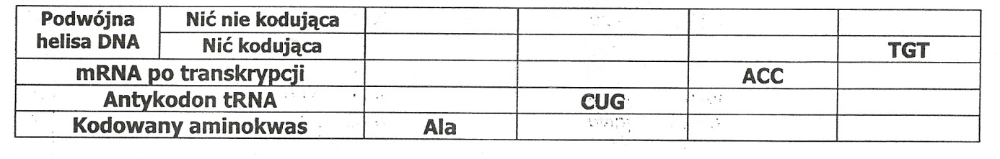 Podwójna helisa DNA
Nić nie kodująca
Nić kodująca
TGT
mRNA po transkrypcji
ACC
Antykodon tRNA
CUG
Kodowany aminokwas
Ala